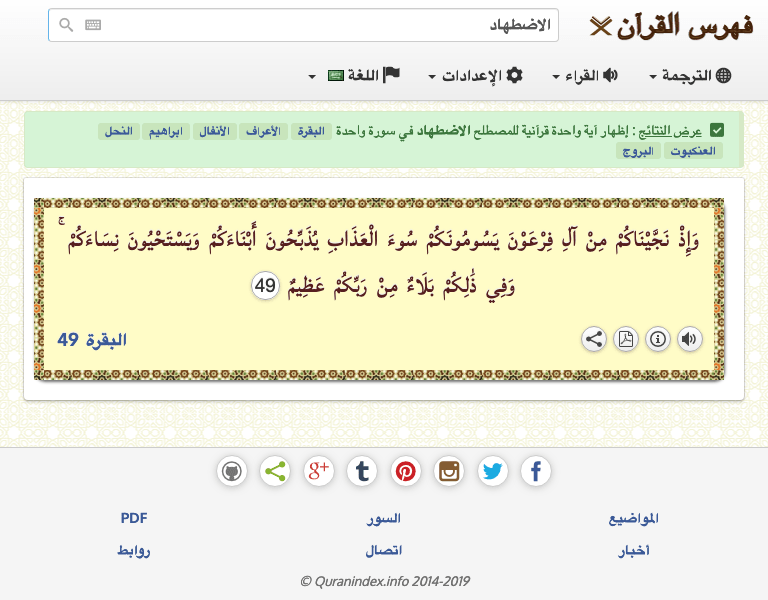 فهرس القرآن
الاضطهاد
الترجمة القراء الإعدادات اللغة
عرض النتائج : إظهار آية واحدة قرآنية للمصطلح الاضطهاد في سورة واحدة البقرة الأعراف الأنفال ابراهيم النحل
العنكبوت البروج
وَإِذْ نَجَّيْنَاكُمْ مِنْ آلِ فِرْعَوْنَ يَسُومُونَكُمْ سُوءَ الْعَذَابِ يُذَبِّحُونَ أَبْنَاءَكُمْ وَيَسْتَحْيُونَ نِسَاءَكُمْ ۚ
وَفِي ذَٰلِكُمْ بَلَاءٌ مِنْ رَبِّكُمْ عَظِيمٌ 49
البقرة 49
المواضيع السور PDF
أخبار اتصال روابط
© Quranindex.info 2014-2019